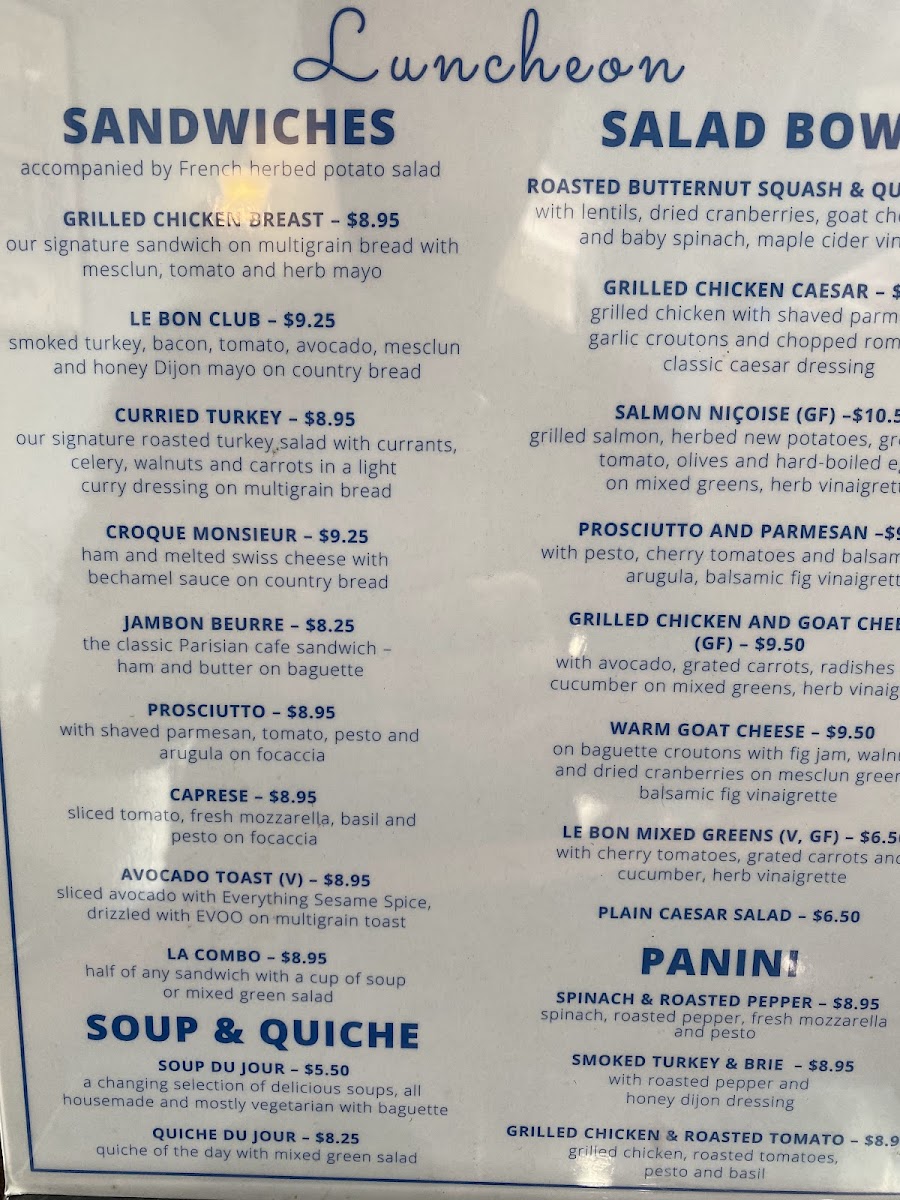 Luncheon
SANDWICHES
accompanied by French herbed potato salad
GRILLED CHICKEN BREAST – $8.95
our signature sandwich on multigrain bread with
mesclun, tomato and herb mayo
LE BON CLUB – $9.25
smoked turkey, bacon, tomato, avocado, mesclun
and honey Dijon mayo on country bread
CURRIED TURKEY – $8.95
our signature roasted turkey salad with currants,
celery, walnuts and carrots in a light
curry dressing on multigrain bread
CROQUE MONSIEUR – $9.25
ham and melted swiss cheese with
bechamel sauce on country bread
JAMBON BEURRE – $8.25
the classic Parisian cafe sandwich –
ham and butter on baguette
PROSCIUTTO – $8.95
with shaved parmesan, tomato, pesto and
arugula on focaccia
CAPRESE – $8.95
sliced tomato, fresh mozzarella, basil and
pesto on focaccia
AVOCADO TOAST (V) – $8.95
sliced avocado with Everything Sesame Spice,
drizzled with EVOO on multigrain toast
LA COMBO – $8.95
half of any sandwich with a cup of soup
or mixed green salad
SOUP & QUICHE
SOUP DU JOUR – $5.50
a changing selection of delicious soups, all
housemade and mostly vegetarian with baguette
QUICHE DU JOUR – $8.25
quiche of the day with mixed green salad
SALAD BOW
ROASTED BUTTERNUT SQUASH & QU
with lentils, dried cranberries, goat che
and baby spinach, maple cider vin
GRILLED CHICKEN CAESAR – $
grilled chicken with shaved parm
garlic croutons and chopped rom
classic caesar dressing
SALMON NIÇOISE (GF) –$10.5
grilled salmon, herbed new potatoes, gr
tomato, olives and hard-boiled e
on mixed greens, herb vinaigrett
PROSCIUTTO AND PARMESAN –$9
with pesto, cherry tomatoes and balsam
arugula, balsamic fig vinaigrett
GRILLED CHICKEN AND GOAT CHEE
(GF) – $9.50
with avocado, grated carrots, radishes
cucumber on mixed greens, herb vinaig
WARM GOAT CHEESE – $9.50
on baguette croutons with fig jam, waln
and dried cranberries on mesclun green
balsamic fig vinaigrette
LE BON MIXED GREENS (V, GF) – $6.50
with cherry tomatoes, grated carrots and
cucumber, herb vinaigrette
PLAIN CAESAR SALAD – $6.50
PANINI
SPINACH & ROASTED PEPPER – $8.95
spinach, roasted pepper, fresh mozzarella
and pesto
SMOKED TURKEY & BRIE – $8.95
with roasted pepper and
honey dijon dressing
GRILLED CHICKEN & ROASTED TOMATO – $8.9
grilled chicken, roasted tomatoes,
pesto and basil